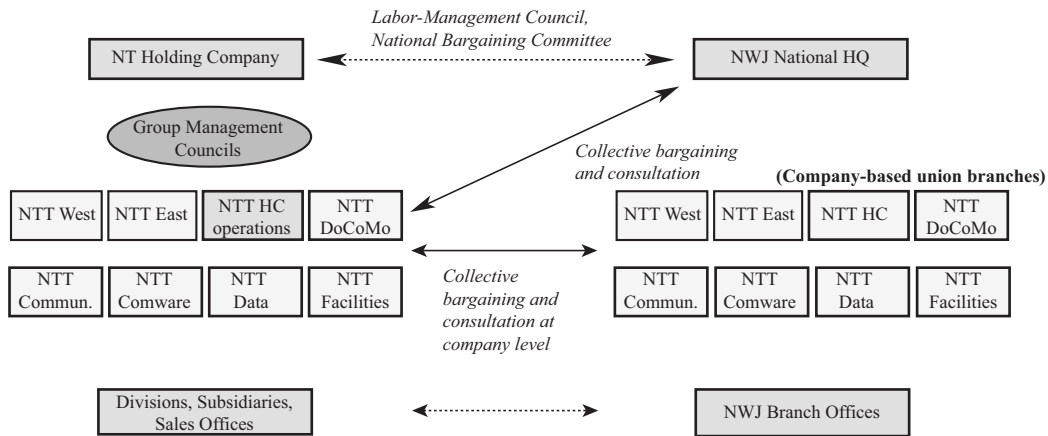 Labor-Management Council,
National Bargaining Committee
NT Holding Company
NWJ National HQ
Group Management
Councils
Collective bargaining
and consultation
(Company-based union branches)
NTT West
NTT East
NTT HC
operations
NTT
DoCoMo
NTT West
NTT East
NTT HC
NTT
DoCoMo
NTT
Commun.
NTT
Comware
NTT
Data
NTT
Facilities
Collective
bargaining and
consultation at
company level
NTT
Commun.
NTT
Comware
NTT
Data
NTT
Facilities
Divisions, Subsidiaries,
Sales Offices
NWJ Branch Offices